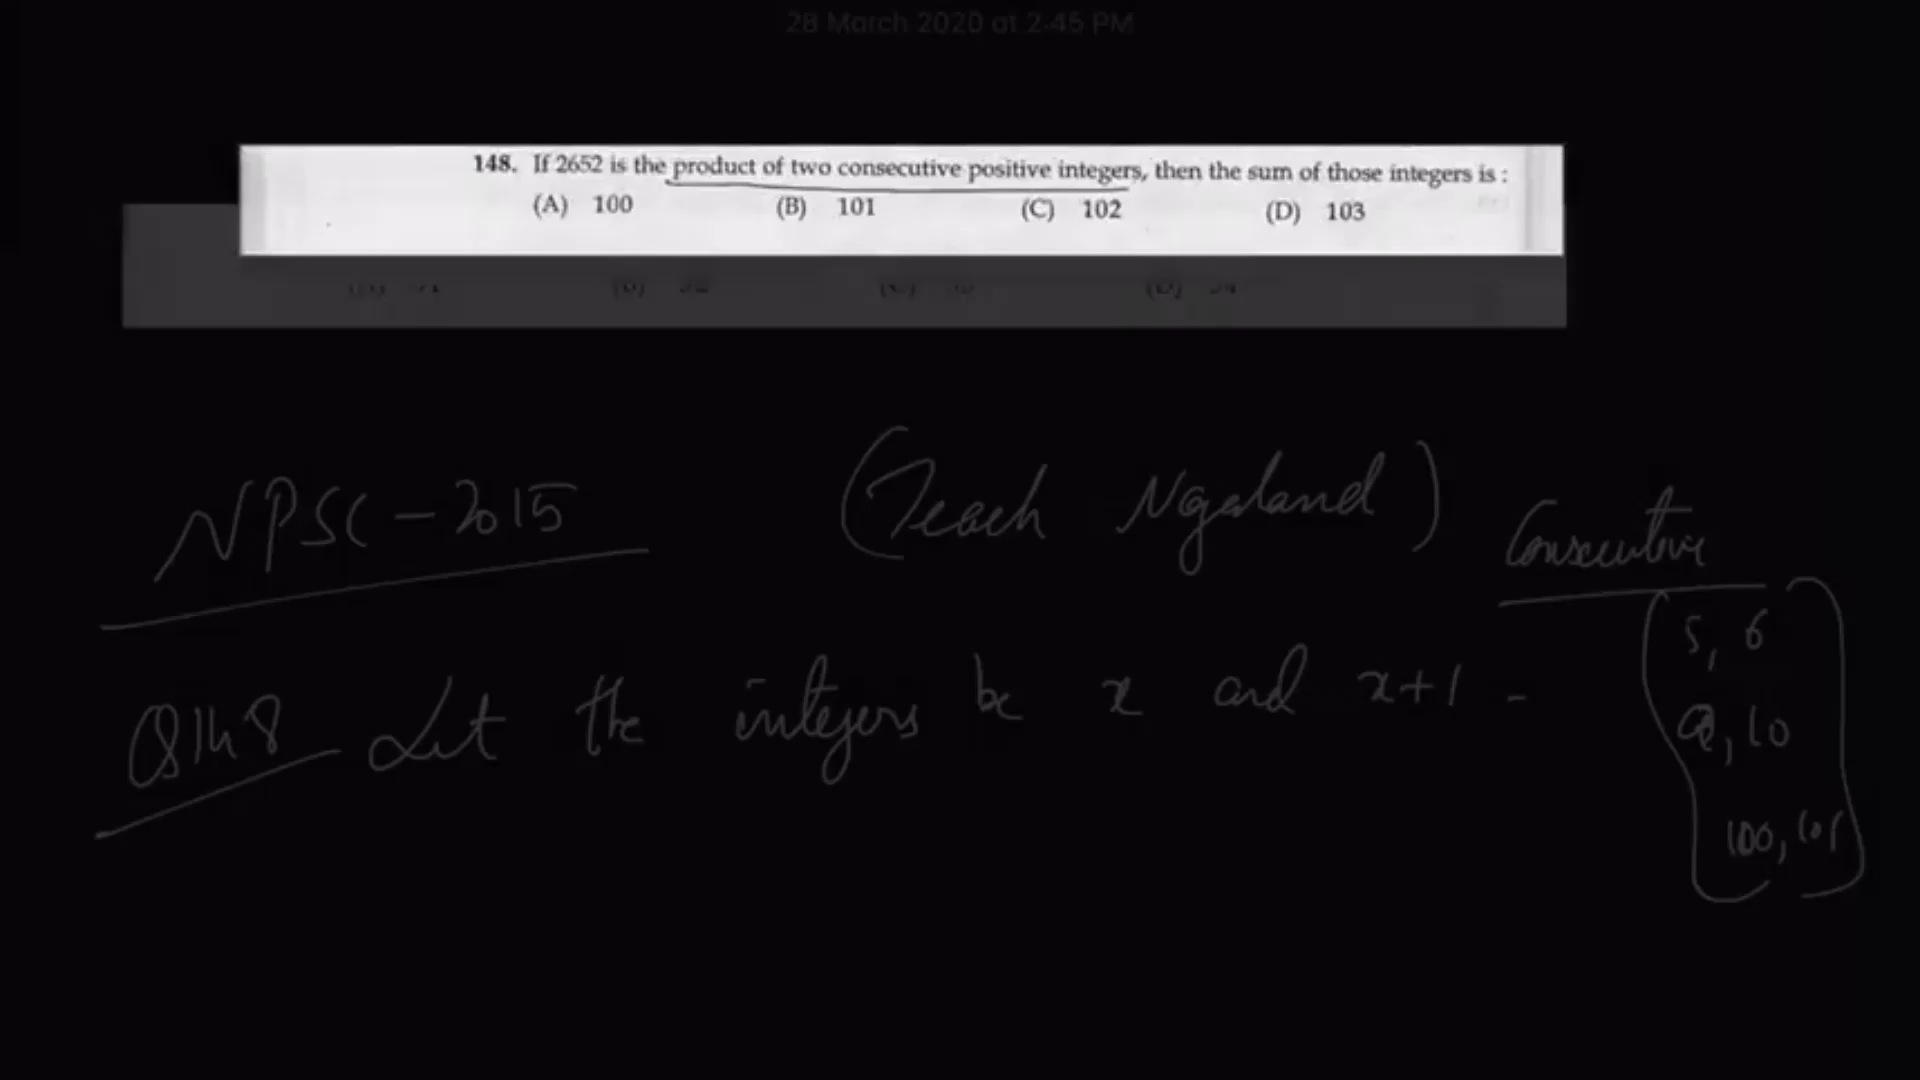 28 March 2020 at 2:45 PM
148. If 2652 is the product of two consecutive positive integers, then the sum of those integers is :
(A) 100 (B) 101 (C) 102 (D) 103
NPSC - 2015 (Teach Ngaland)
Consecutive
5, 6
9, 10
100, 101
Q148 Let the integers be x and x+1 -